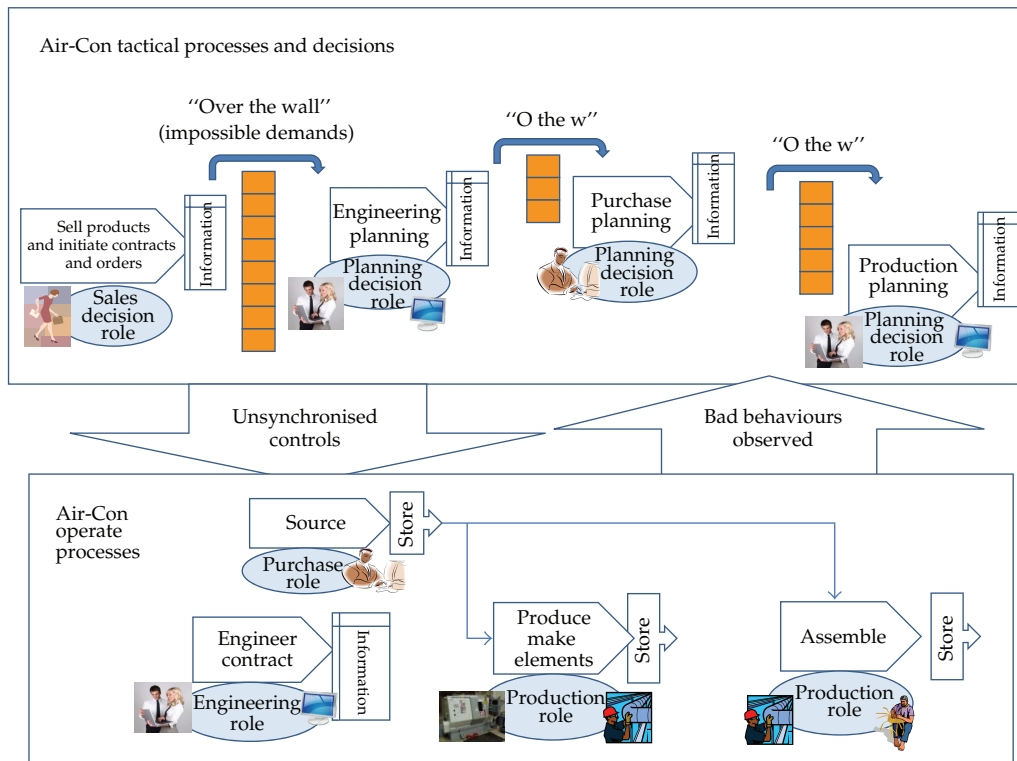 Air-Con tactical processes and decisions
‘‘Over the wall’’
(impossible demands)
‘‘O the w’’
‘‘O the w’’
Sell products
and initiate contracts
and orders
Information
Sales
decision
role
Engineering
planning
Information
Planning
decision
role
Purchase
planning
Information
Planning
decision
role
Production
planning
Information
Planning
decision
role
Unsynchronised
controls
Bad behaviours
observed
Air-Con
operate
processes
Source
Store
Purchase
role
Engineer
contract
Information
Engineering
role
Produce
make
elements
Store
Production
role
Assemble
Store
Production
role